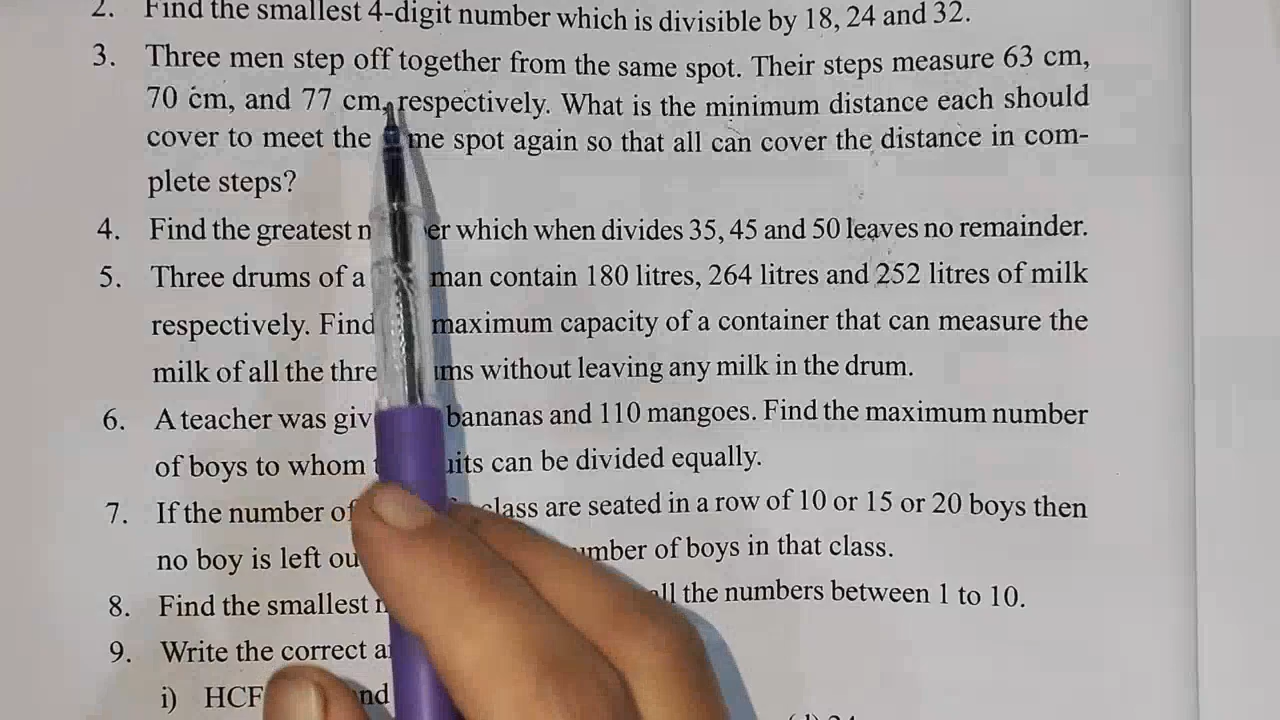 2. Find the smallest 4-digit number which is divisible by 18, 24 and 32.
3. Three men step off together from the same spot. Their steps measure 63 cm,
70 cm, and 77 cm, respectively. What is the minimum distance each should
cover to meet the me spot again so that all can cover the distance in com-
plete steps?
4. Find the greatest n er which when divides 35, 45 and 50 leaves no remainder.
5. Three drums of a man contain 180 litres, 264 litres and 252 litres of milk
respectively. Find maximum capacity of a container that can measure the
milk of all the thre ums without leaving any milk in the drum.
6. A teacher was giv bananas and 110 mangoes. Find the maximum number
of boys to whom uits can be divided equally.
7. If the number of class are seated in a row of 10 or 15 or 20 boys then
no boy is left ou umber of boys in that class.
8. Find the smallest all the numbers between 1 to 10.
9. Write the correct a
i) HCF nd